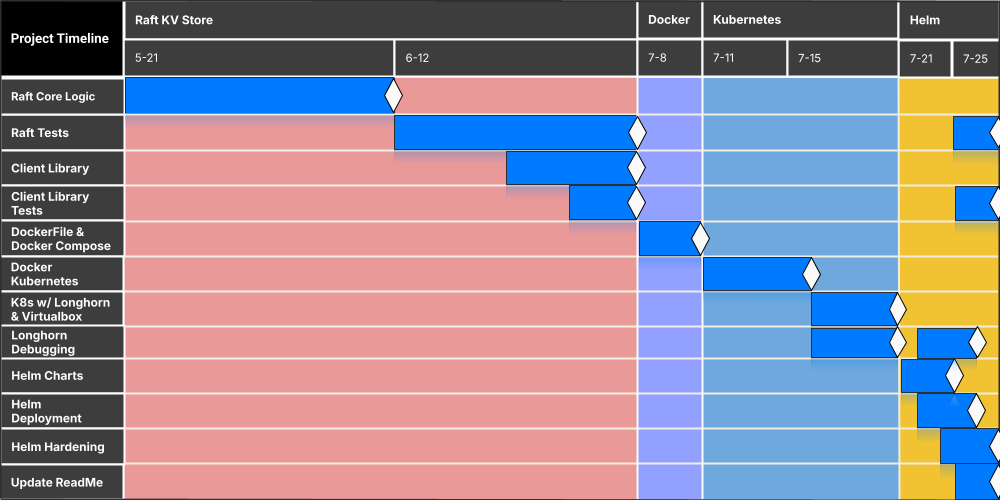 Project Timeline
Raft KV Store
Docker
Kubernetes
Helm
5-21
6-12
7-8
7-11
7-15
7-21
7-25
Raft Core Logic
Raft Tests
Client Library
Client Library
Tests
DockerFile &
Docker Compose
Docker
Kubernetes
K8s w/ Longhorn
& Virtualbox
Longhorn
Debugging
Helm Charts
Helm
Deployment
Helm Hardening
Update ReadMe